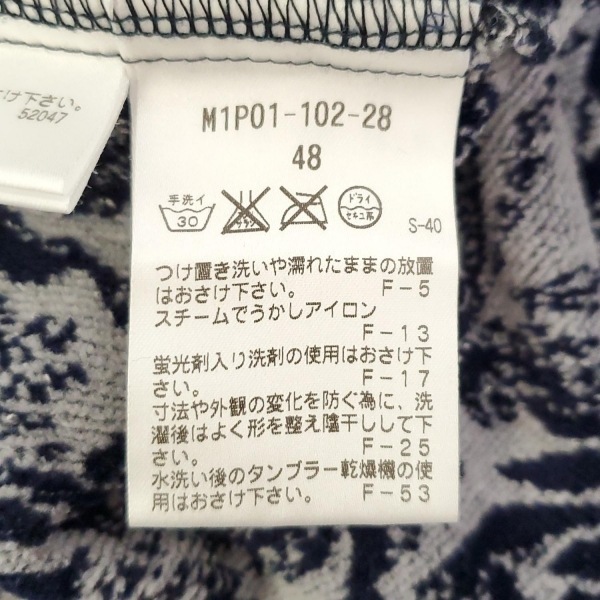 け下さい。
52047
M1P01-102-28
48
手洗イ
30
エンソ
サラシ
ドライ
セキユ系
S-40
つけ置き洗いや濡れたままの放置
はおさけ下さい。 F-5
スチームでうかしアイロン
F-13
蛍光剤入り洗剤の使用はおさけ下
さい。 F-17
寸法や外観の変化を防ぐ為に、洗
濯後はよく形を整え陰干しして下
さい。 F-25
水洗い後のタンブラー乾燥機の使
用はおさけ下さい。 F-53